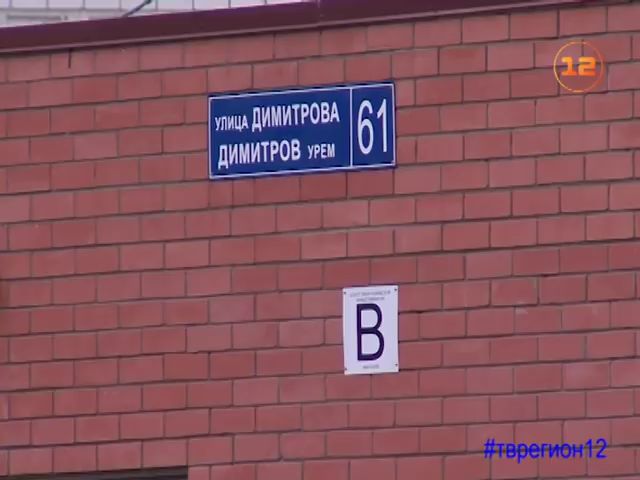 12
УЛИЦА ДИМИТРОВА
ДИМИТРОВ УРЕМ
61
В
#тврегион12